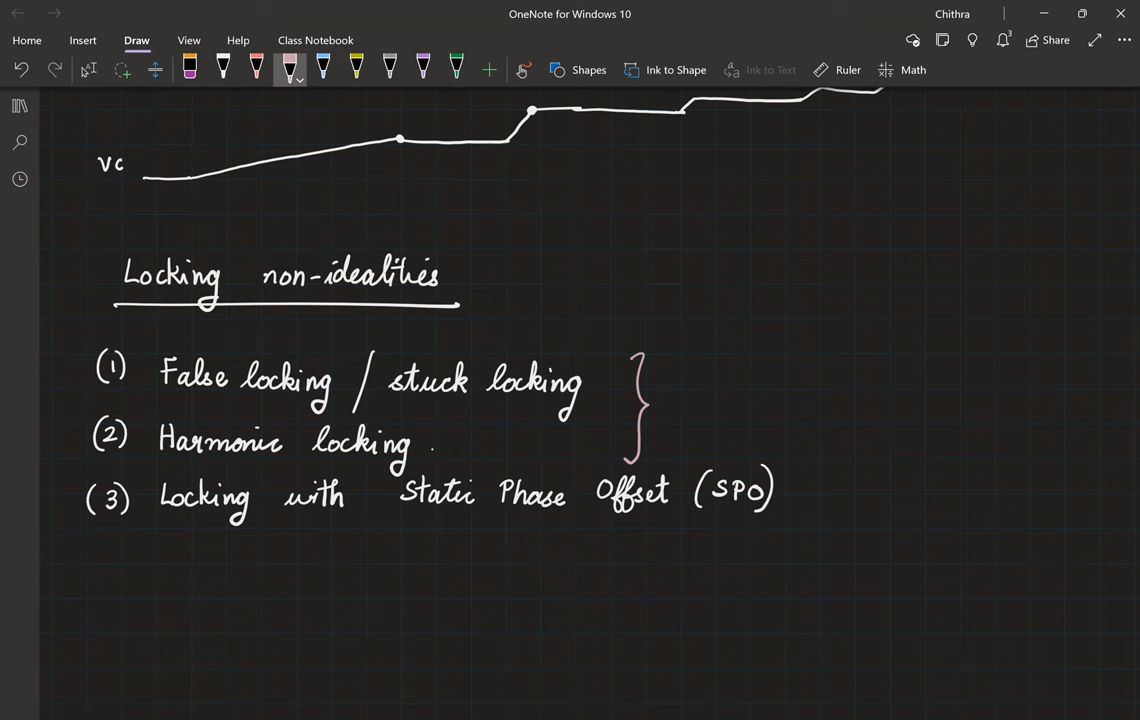 OneNote for Windows 10
Chithra
Home Insert Draw View Help Class Notebook
3 Share
Shapes Ink to Shape Ink to Text Ruler Math
VC
Locking non-idealities
(1) False locking / stuck locking
(2) Harmonic locking.
(3) Locking with Static Phase Offset (SPO)